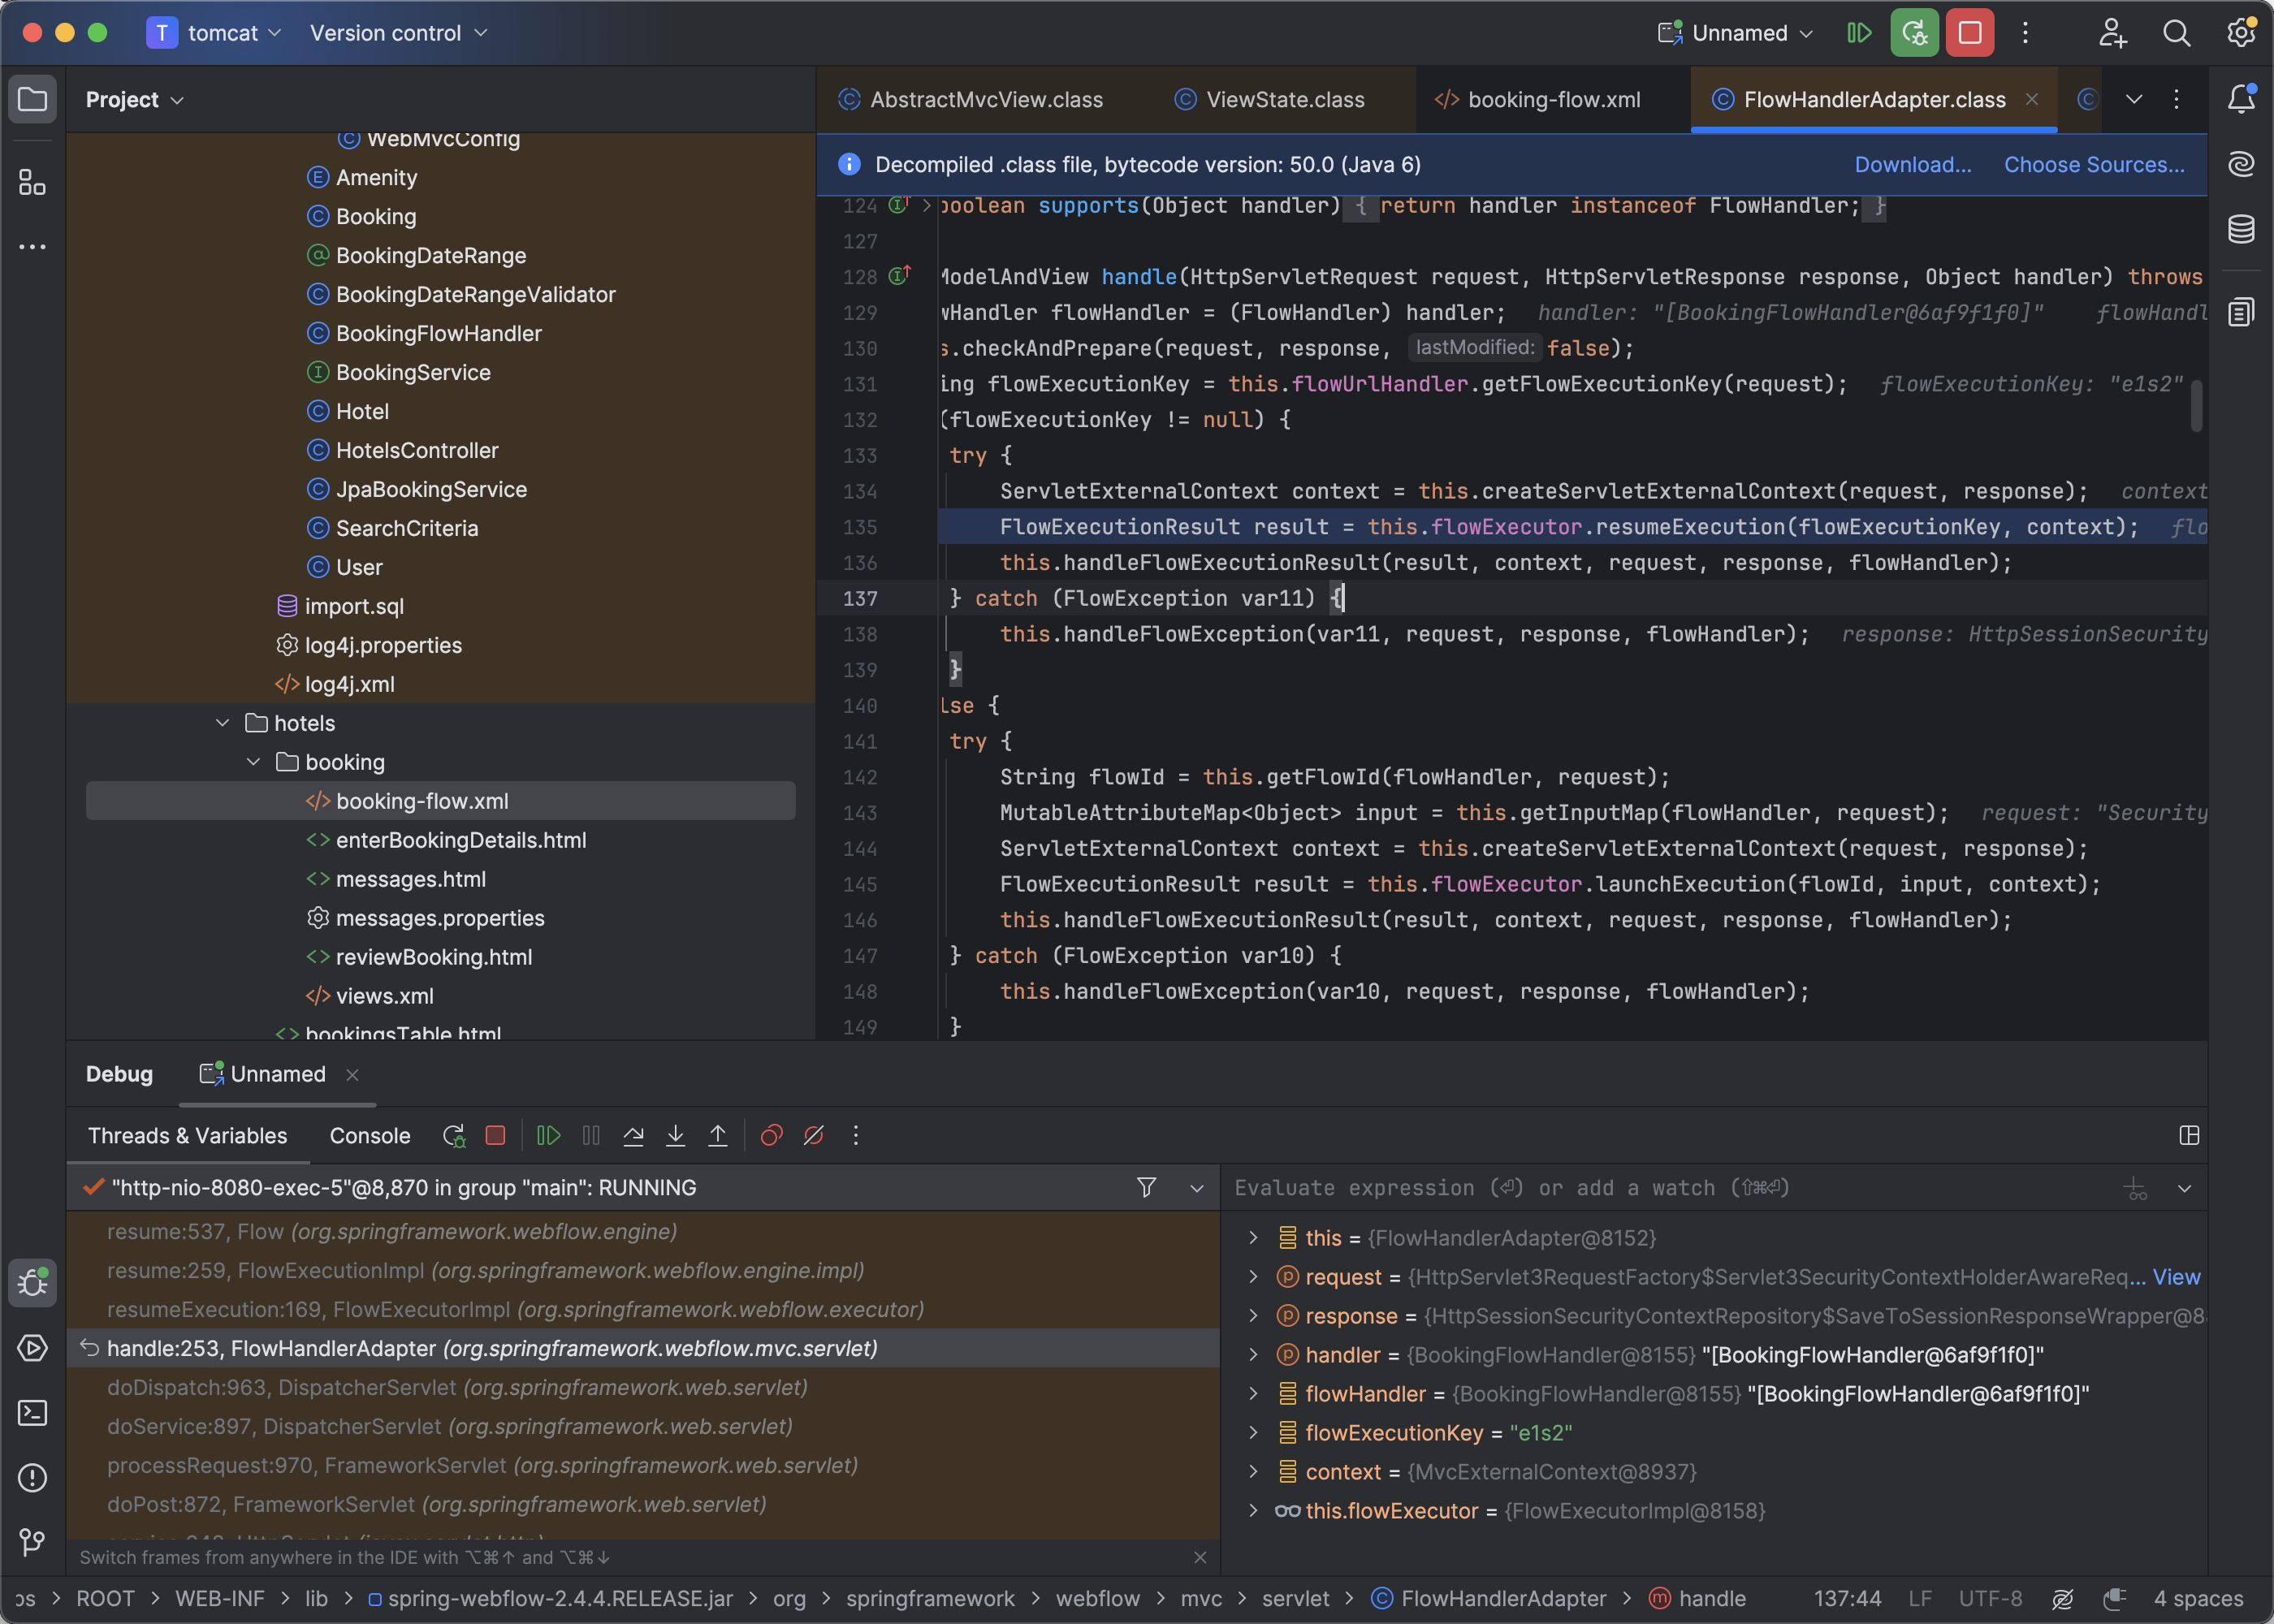 T tomcat Version control Unnamed
Project
WebMvcConfig
Amenity
Booking
BookingDateRange
BookingDateRangeValidator
BookingFlowHandler
BookingService
Hotel
HotelsController
JpaBookingService
SearchCriteria
User
import.sql
log4j.properties
log4j.xml
hotels
booking
booking-flow.xml
enterBookingDetails.html
messages.html
messages.properties
reviewBooking.html
views.xml
bookingsTable.html
AbstractMvcView.class ViewState.class booking-flow.xml FlowHandlerAdapter.class
Decompiled .class file, bytecode version: 50.0 (Java 6) Download... Choose Sources...
124 boolean supports(Object handler) { return handler instanceof FlowHandler; }
127
128 ModelAndView handle(HttpServletRequest request, HttpServletResponse response, Object handler) throws
129 wHandler flowHandler = (FlowHandler) handler; handler: "[BookingFlowHandler@6af9f1f0]" flowHandl
130 s.checkAndPrepare(request, response, lastModified: false);
131 ing flowExecutionKey = this.flowUrlHandler.getFlowExecutionKey(request); flowExecutionKey: "e1s2"
132 (flowExecutionKey != null) {
133 try {
134 ServletExternalContext context = this.createServletExternalContext(request, response); context
135 FlowExecutionResult result = this.flowExecutor.resumeExecution(flowExecutionKey, context); flo
136 this.handleFlowExecutionResult(result, context, request, response, flowHandler);
137 } catch (FlowException var11) {
138 this.handleFlowException(var11, request, response, flowHandler); response: HttpSessionSecurity
139 }
140 lse {
141 try {
142 String flowId = this.getFlowId(flowHandler, request);
143 MutableAttributeMap<Object> input = this.getInputMap(flowHandler, request); request: "Security
144 ServletExternalContext context = this.createServletExternalContext(request, response);
145 FlowExecutionResult result = this.flowExecutor.launchExecution(flowId, input, context);
146 this.handleFlowExecutionResult(result, context, request, response, flowHandler);
147 } catch (FlowException var10) {
148 this.handleFlowException(var10, request, response, flowHandler);
149 }
Debug Unnamed
Threads & Variables Console
"http-nio-8080-exec-5"@8,870 in group "main": RUNNING
resume:537, Flow (org.springframework.webflow.engine)
resume:259, FlowExecutionImpl (org.springframework.webflow.engine.impl)
resumeExecution:169, FlowExecutorImpl (org.springframework.webflow.executor)
handle:253, FlowHandlerAdapter (org.springframework.webflow.mvc.servlet)
doDispatch:963, DispatcherServlet (org.springframework.web.servlet)
doService:897, DispatcherServlet (org.springframework.web.servlet)
processRequest:970, FrameworkServlet (org.springframework.web.servlet)
doPost:872, FrameworkServlet (org.springframework.web.servlet)
Switch frames from anywhere in the IDE with ⌥⌘↑ and ⌥⌘↓
Evaluate expression (⏎) or add a watch (⇧⌘⏎)
this = {FlowHandlerAdapter@8152}
request = {HttpServlet3RequestFactory$Servlet3SecurityContextHolderAwareReq... View
response = {HttpSessionSecurityContextRepository$SaveToSessionResponseWrapper@8
handler = {BookingFlowHandler@8155} "[BookingFlowHandler@6af9f1f0]"
flowHandler = {BookingFlowHandler@8155} "[BookingFlowHandler@6af9f1f0]"
flowExecutionKey = "e1s2"
context = {MvcExternalContext@8937}
this.flowExecutor = {FlowExecutorImpl@8158}
ROOT > WEB-INF > lib > spring-webflow-2.4.4.RELEASE.jar > org > springframework > webflow > mvc > servlet > FlowHandlerAdapter > handle 137:44 LF UTF-8 4 spaces